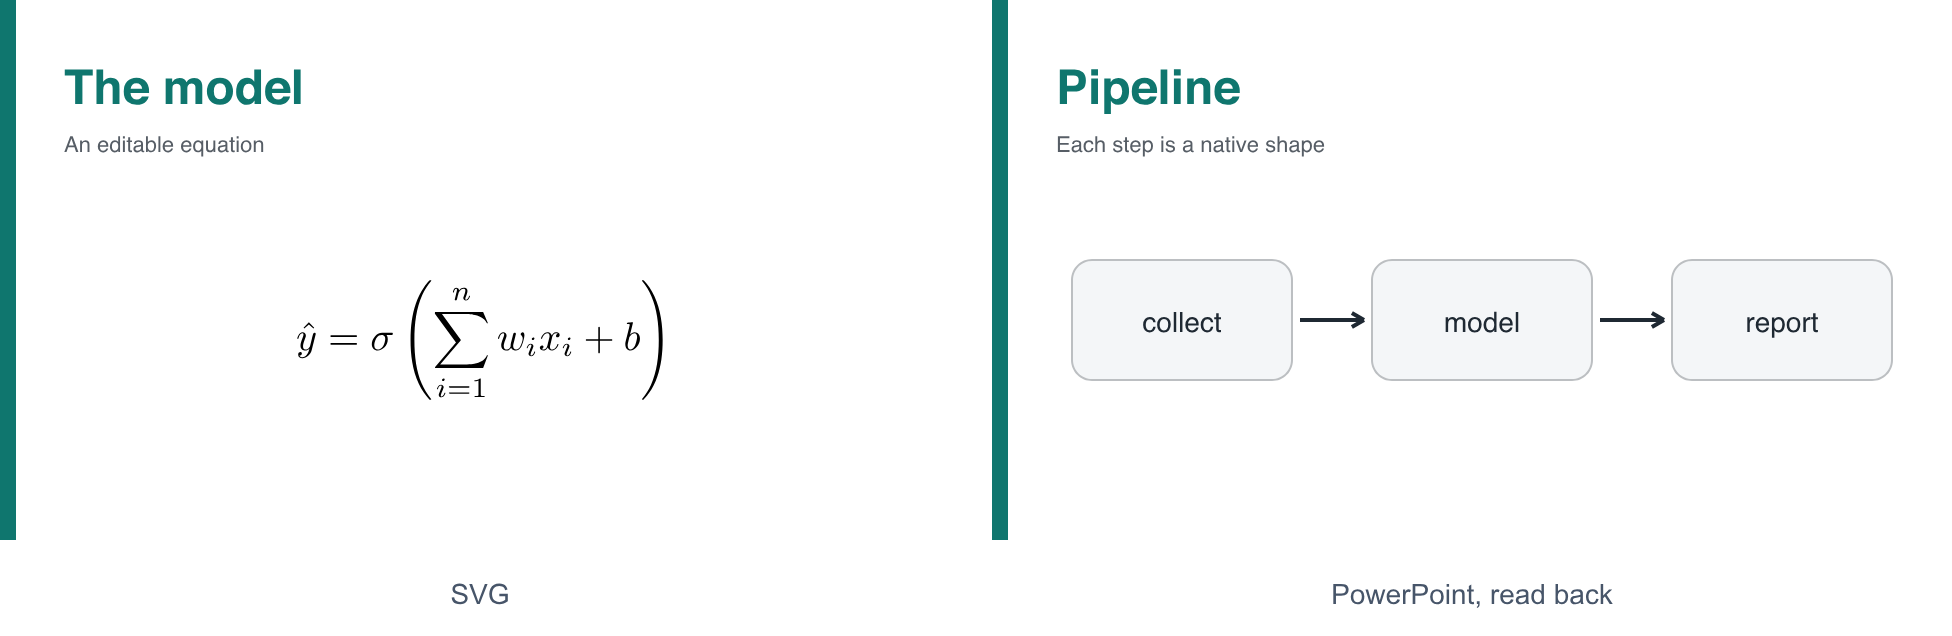 The model
An editable equation
ŷ = σ ( ∑_{i=1}^{n} w_i x_i + b )
SVG
Pipeline
Each step is a native shape
collect
model
report
PowerPoint, read back